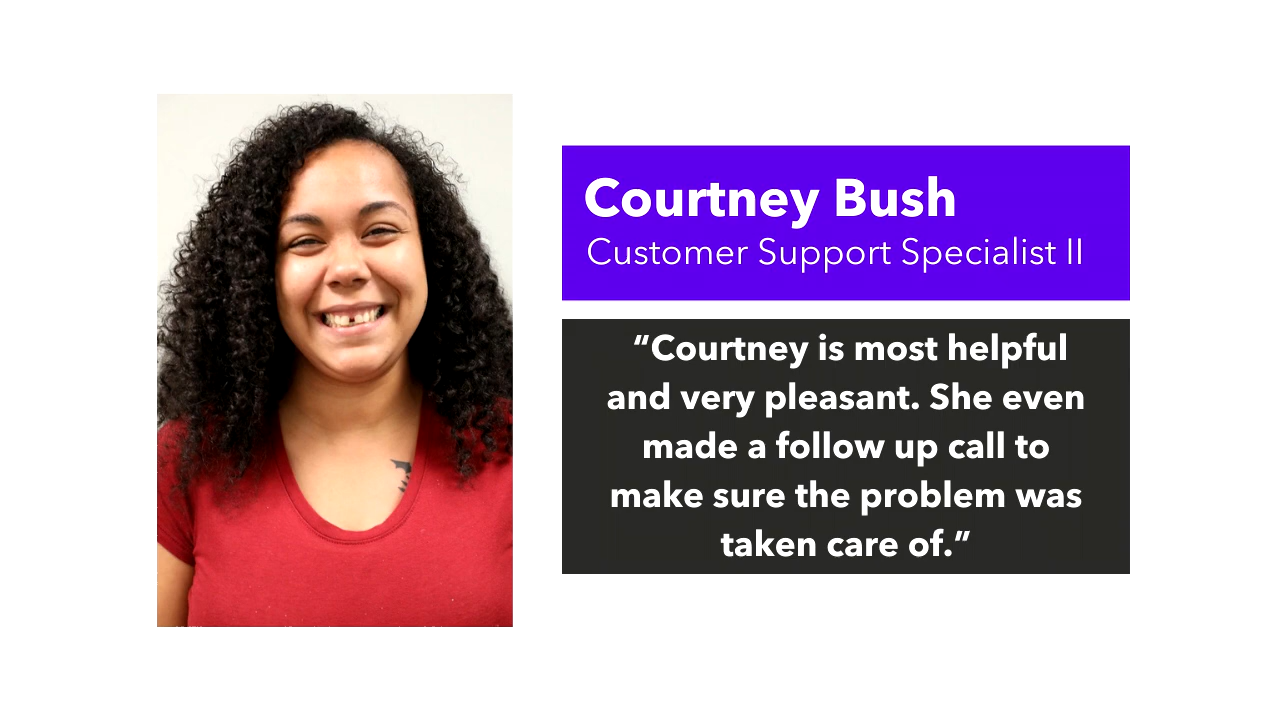 Courtney Bush
Customer Support Specialist II
“Courtney is most helpful
and very pleasant. She even
made a follow up call to
make sure the problem was
taken care of.”